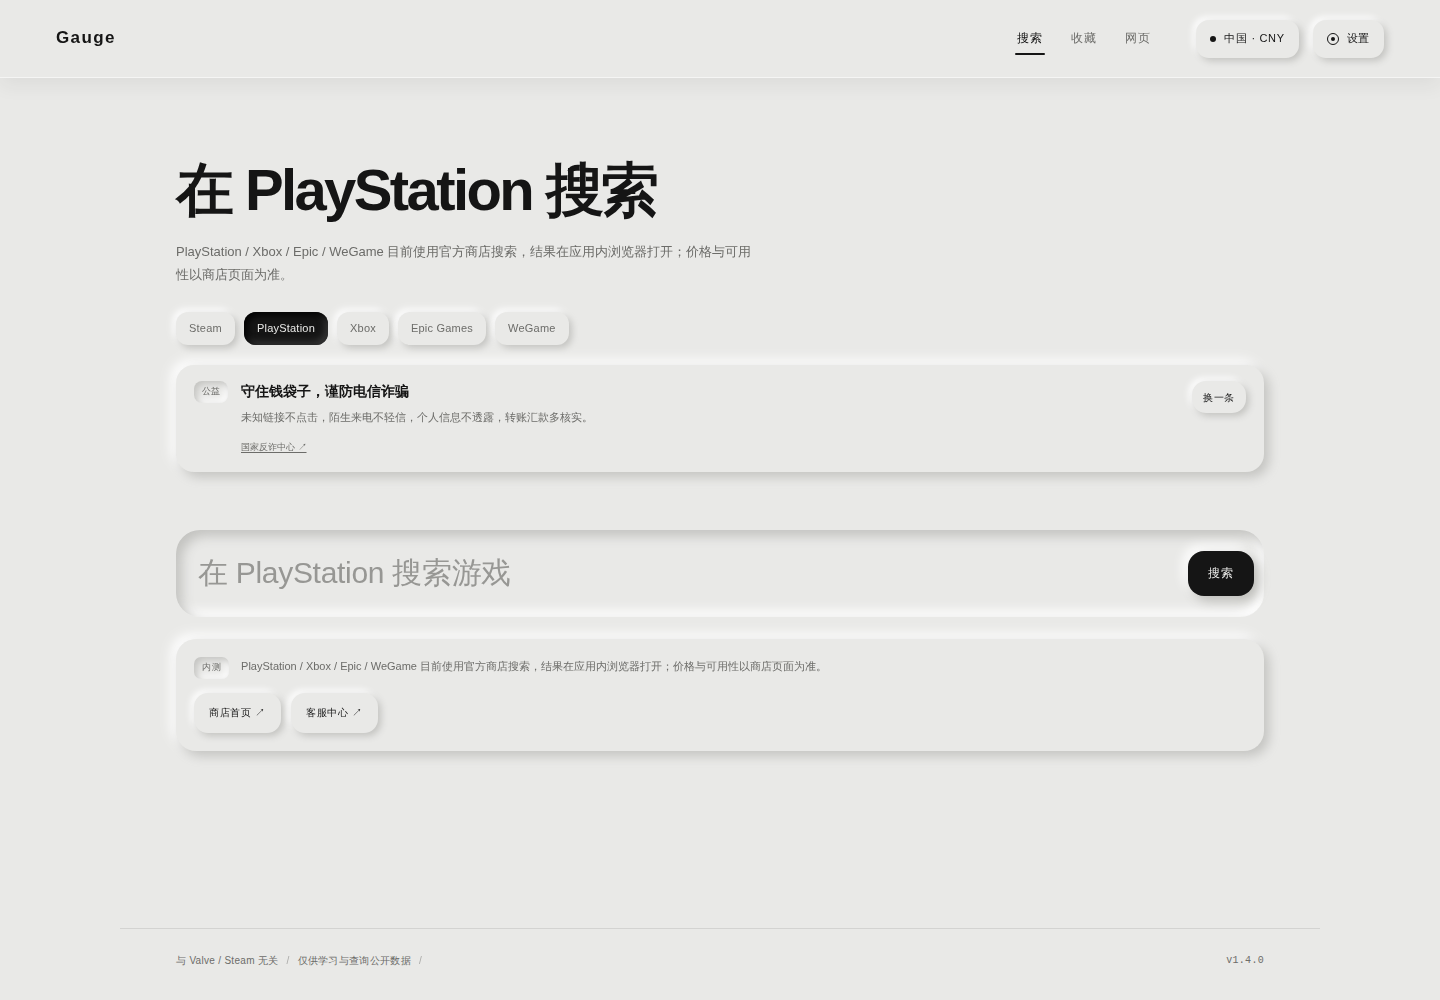 Gauge
搜索
收藏
网页
中国 · CNY
设置
在 PlayStation 搜索
PlayStation / Xbox / Epic / WeGame 目前使用官方商店搜索，结果在应用内浏览器打开；价格与可用
性以商店页面为准。
Steam
PlayStation
Xbox
Epic Games
WeGame
公益
守住钱袋子，谨防电信诈骗
换一条
未知链接不点击，陌生来电不轻信，个人信息不透露，转账汇款多核实。
国家反诈中心 ↗
在 PlayStation 搜索游戏
搜索
内测
PlayStation / Xbox / Epic / WeGame 目前使用官方商店搜索，结果在应用内浏览器打开；价格与可用性以商店页面为准。
商店首页 ↗
客服中心 ↗
与 Valve / Steam 无关 / 仅供学习与查询公开数据 /
v1.4.0